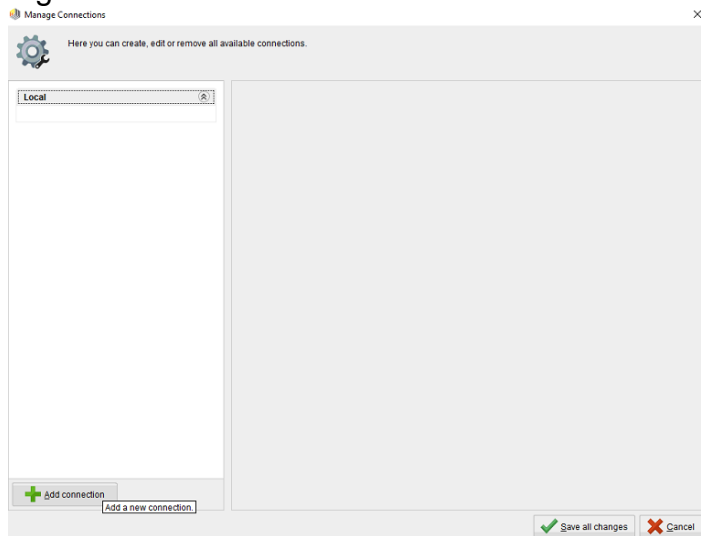 Manage Connections
Here you can create, edit or remove all available connections.
Local
Add connection
Add a new connection.
Save all changes
Cancel